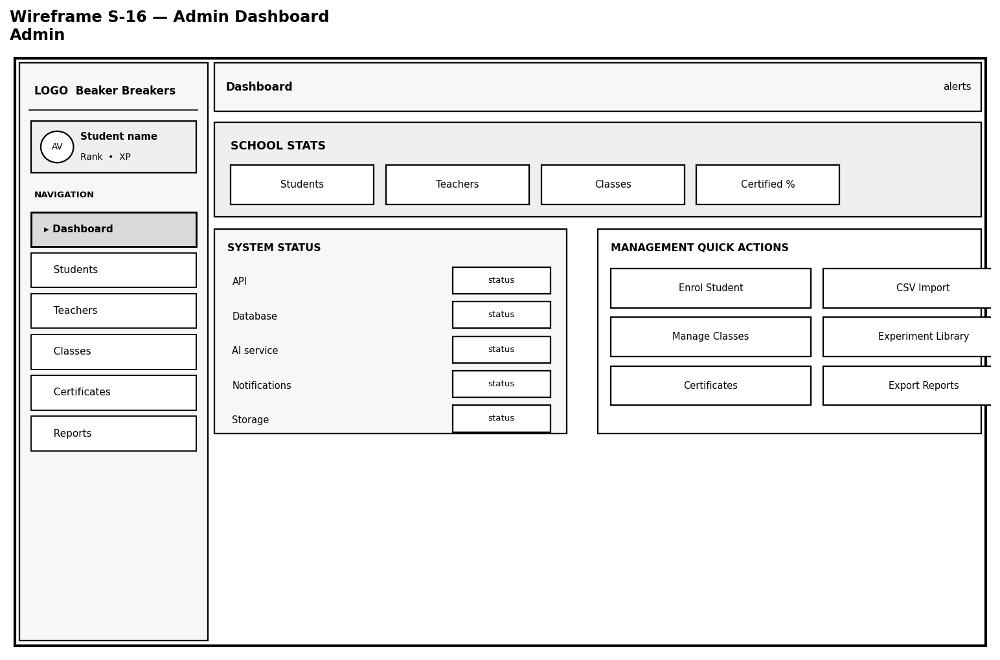 Wireframe S-16 — Admin Dashboard
Admin
LOGO Beaker Breakers
AV
Student name
Rank • XP
NAVIGATION
▸ Dashboard
Students
Teachers
Classes
Certificates
Reports
Dashboard
alerts
SCHOOL STATS
Students
Teachers
Classes
Certified %
SYSTEM STATUS
API
status
Database
status
AI service
status
Notifications
status
Storage
status
MANAGEMENT QUICK ACTIONS
Enrol Student
CSV Import
Manage Classes
Experiment Library
Certificates
Export Reports